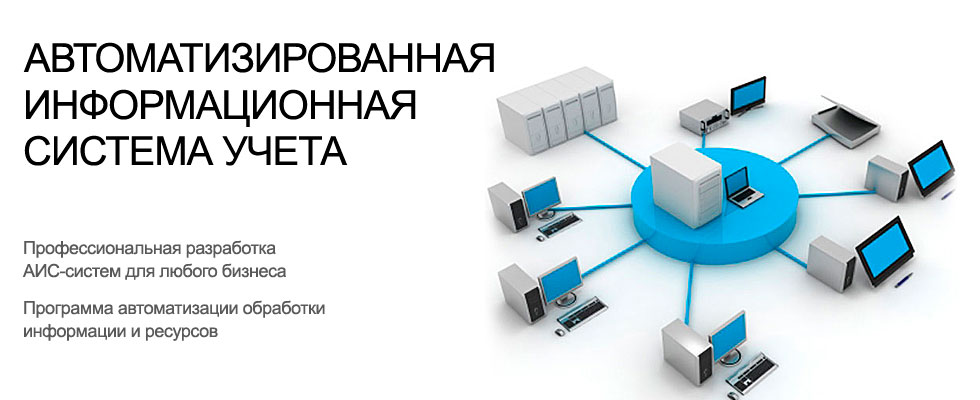 АВТОМАТИЗИРОВАННАЯ
ИНФОРМАЦИОННАЯ
СИСТЕМА УЧЕТА
Профессиональная разработка
АИС-систем для любого бизнеса
Программа автоматизации обработки
информации и ресурсов